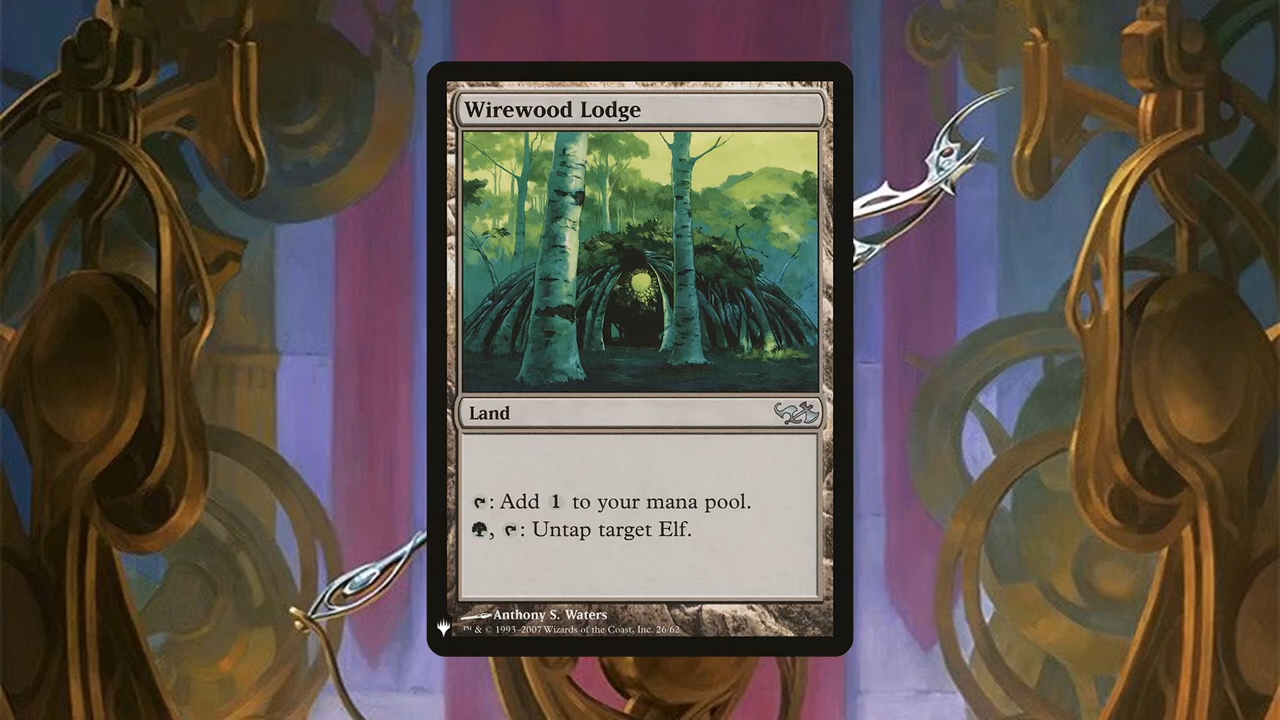 Wirewood Lodge
Land
: Add 1 to your mana pool.
, : Untap target Elf.
Anthony S. Waters
™ & © 1993–2007 Wizards of the Coast, Inc. 26/62